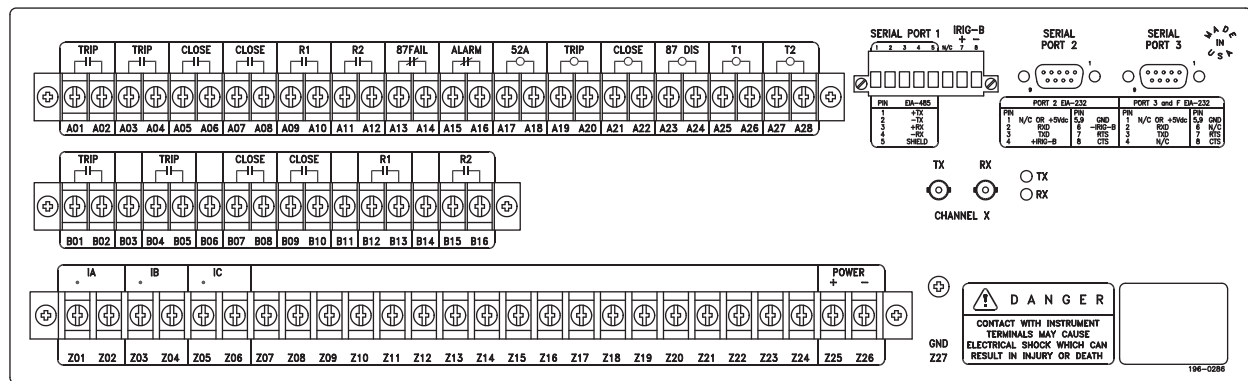 TRIP TRIP CLOSE CLOSE R1 R2 87FAIL ALARM 52A TRIP CLOSE 87 DIS T1 T2
A01 A02 A03 A04 A05 A06 A07 A08 A09 A10 A11 A12 A13 A14 A15 A16 A17 A18 A19 A20 A21 A22 A23 A24 A25 A26 A27 A28
SERIAL PORT 1 IRIG-B
+ -
1 2 3 4 5 N/C 7 8
PIN EIA-485
1 +TX
2 -TX
3 +RX
4 -RX
5 SHIELD
SERIAL
PORT 2
1
9
SERIAL
PORT 3
1
9
MADE
IN
USA
PORT 2 EIA-232
PIN PIN
1 N/C OR +5Vdc 5,9 GND
2 RXD 6 -IRIG-B
3 TXD 7 RTS
4 +IRIG-B 8 CTS
PORT 3 and F EIA-232
PIN PIN
1 N/C OR +5Vdc 5,9 GND
2 RXD 6 N/C
3 TXD 7 RTS
4 N/C 8 CTS
TRIP TRIP CLOSE CLOSE R1 R2
B01 B02 B03 B04 B05 B06 B07 B08 B09 B10 B11 B12 B13 B14 B15 B16
TX RX
CHANNEL X
TX
RX
IA IB IC POWER
+ -
Z01 Z02 Z03 Z04 Z05 Z06 Z07 Z08 Z09 Z10 Z11 Z12 Z13 Z14 Z15 Z16 Z17 Z18 Z19 Z20 Z21 Z22 Z23 Z24 Z25 Z26
GND
Z27
! DANGER
CONTACT WITH INSTRUMENT
TERMINALS MAY CAUSE
ELECTRICAL SHOCK WHICH CAN
RESULT IN INJURY OR DEATH
196-0286